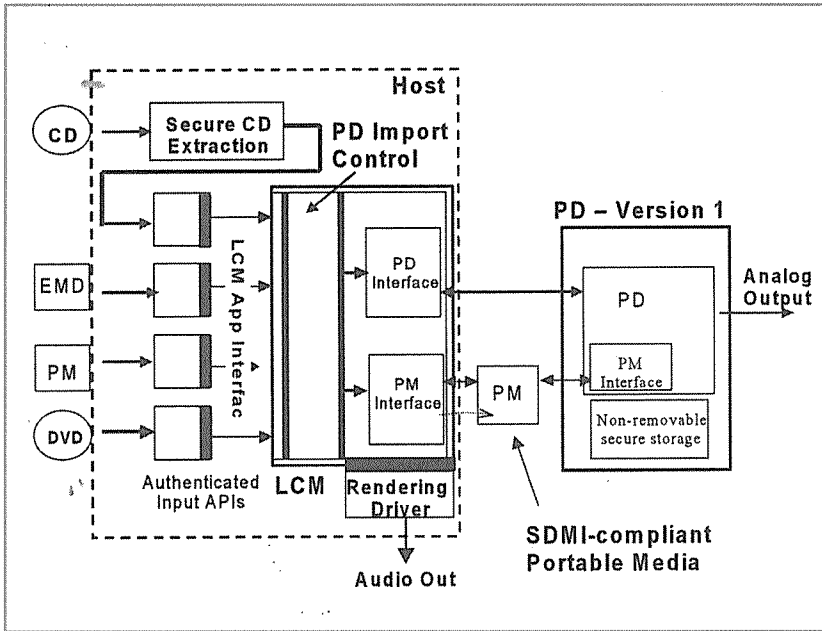 Host
CD
Secure CD
Extraction
PD Import
Control
PD – Version 1
LCM App Interfac
EMD
PD
Interface
PD
Analog
Output
PM
PM
Interface
PM
PM
Interface
DVD
Non-removable
secure storage
Authenticated
Input APIs
LCM
Rendering
Driver
SDMI-compliant
Portable Media
Audio Out